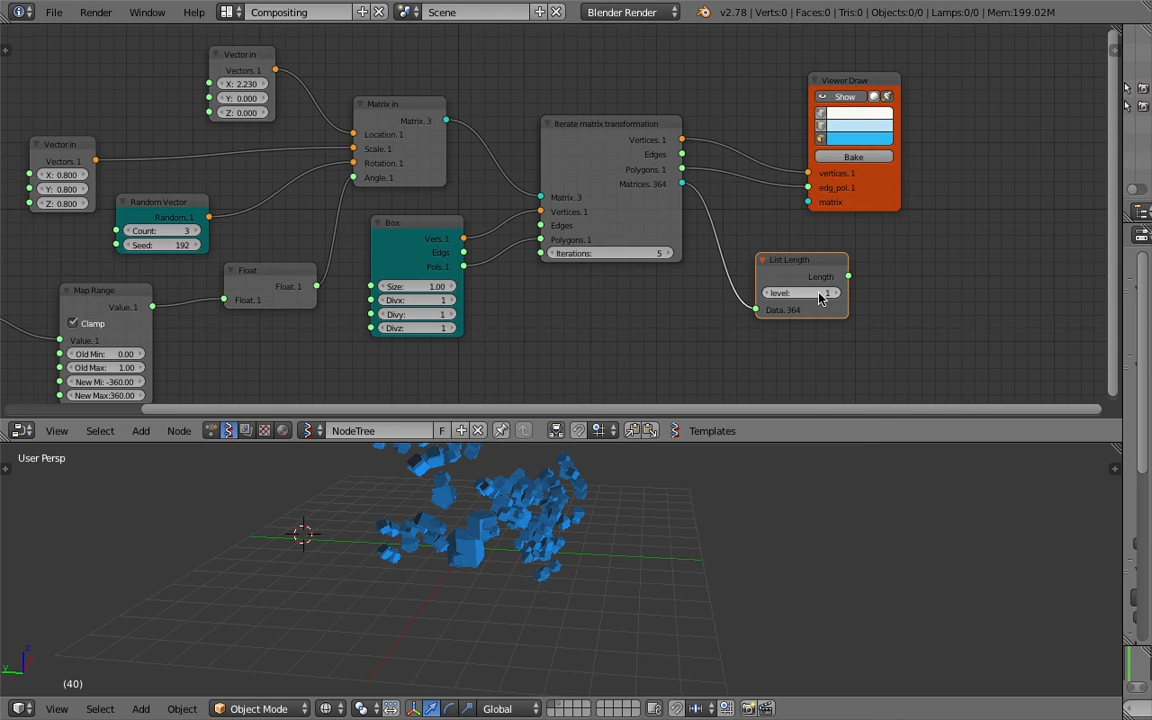 File Render Window Help Compositing Scene Blender Render v2.78 | Verts:0 | Faces:0 | Tris:0 | Objects:0/0 | Lamps:0/0 | Mem:199.02M
Vector in
Vectors. 1
X: 2.230
Y: 0.000
Z: 0.000
Vector in
Vectors. 1
X: 0.800
Y: 0.800
Z: 0.800
Random Vector
Random. 1
Count: 3
Seed: 192
Map Range
Value. 1
Clamp
Value. 1
Old Min: 0.00
Old Max: 1.00
New Mi: -360.00
New Max:360.00
Float
Float. 1
Float. 1
Matrix in
Matrix. 3
Location. 1
Scale. 1
Rotation. 1
Angle. 1
Box
Vers. 1
Edgs
Pols. 1
Size: 1.00
Divx: 1
Divy: 1
Divz: 1
Iterate matrix transformation
Vertices. 1
Edges
Polygons. 1
Matrices. 364
Matrix. 3
Vertices. 1
Edges
Polygons. 1
Iterations: 5
Viewer Draw
Show
Bake
vertices. 1
edg_pol. 1
matrix
List Length
Length
level: 1
Data. 364
View Select Add Node NodeTree F Templates
User Persp
z
y
(40)
View Select Add Object Object Mode Global